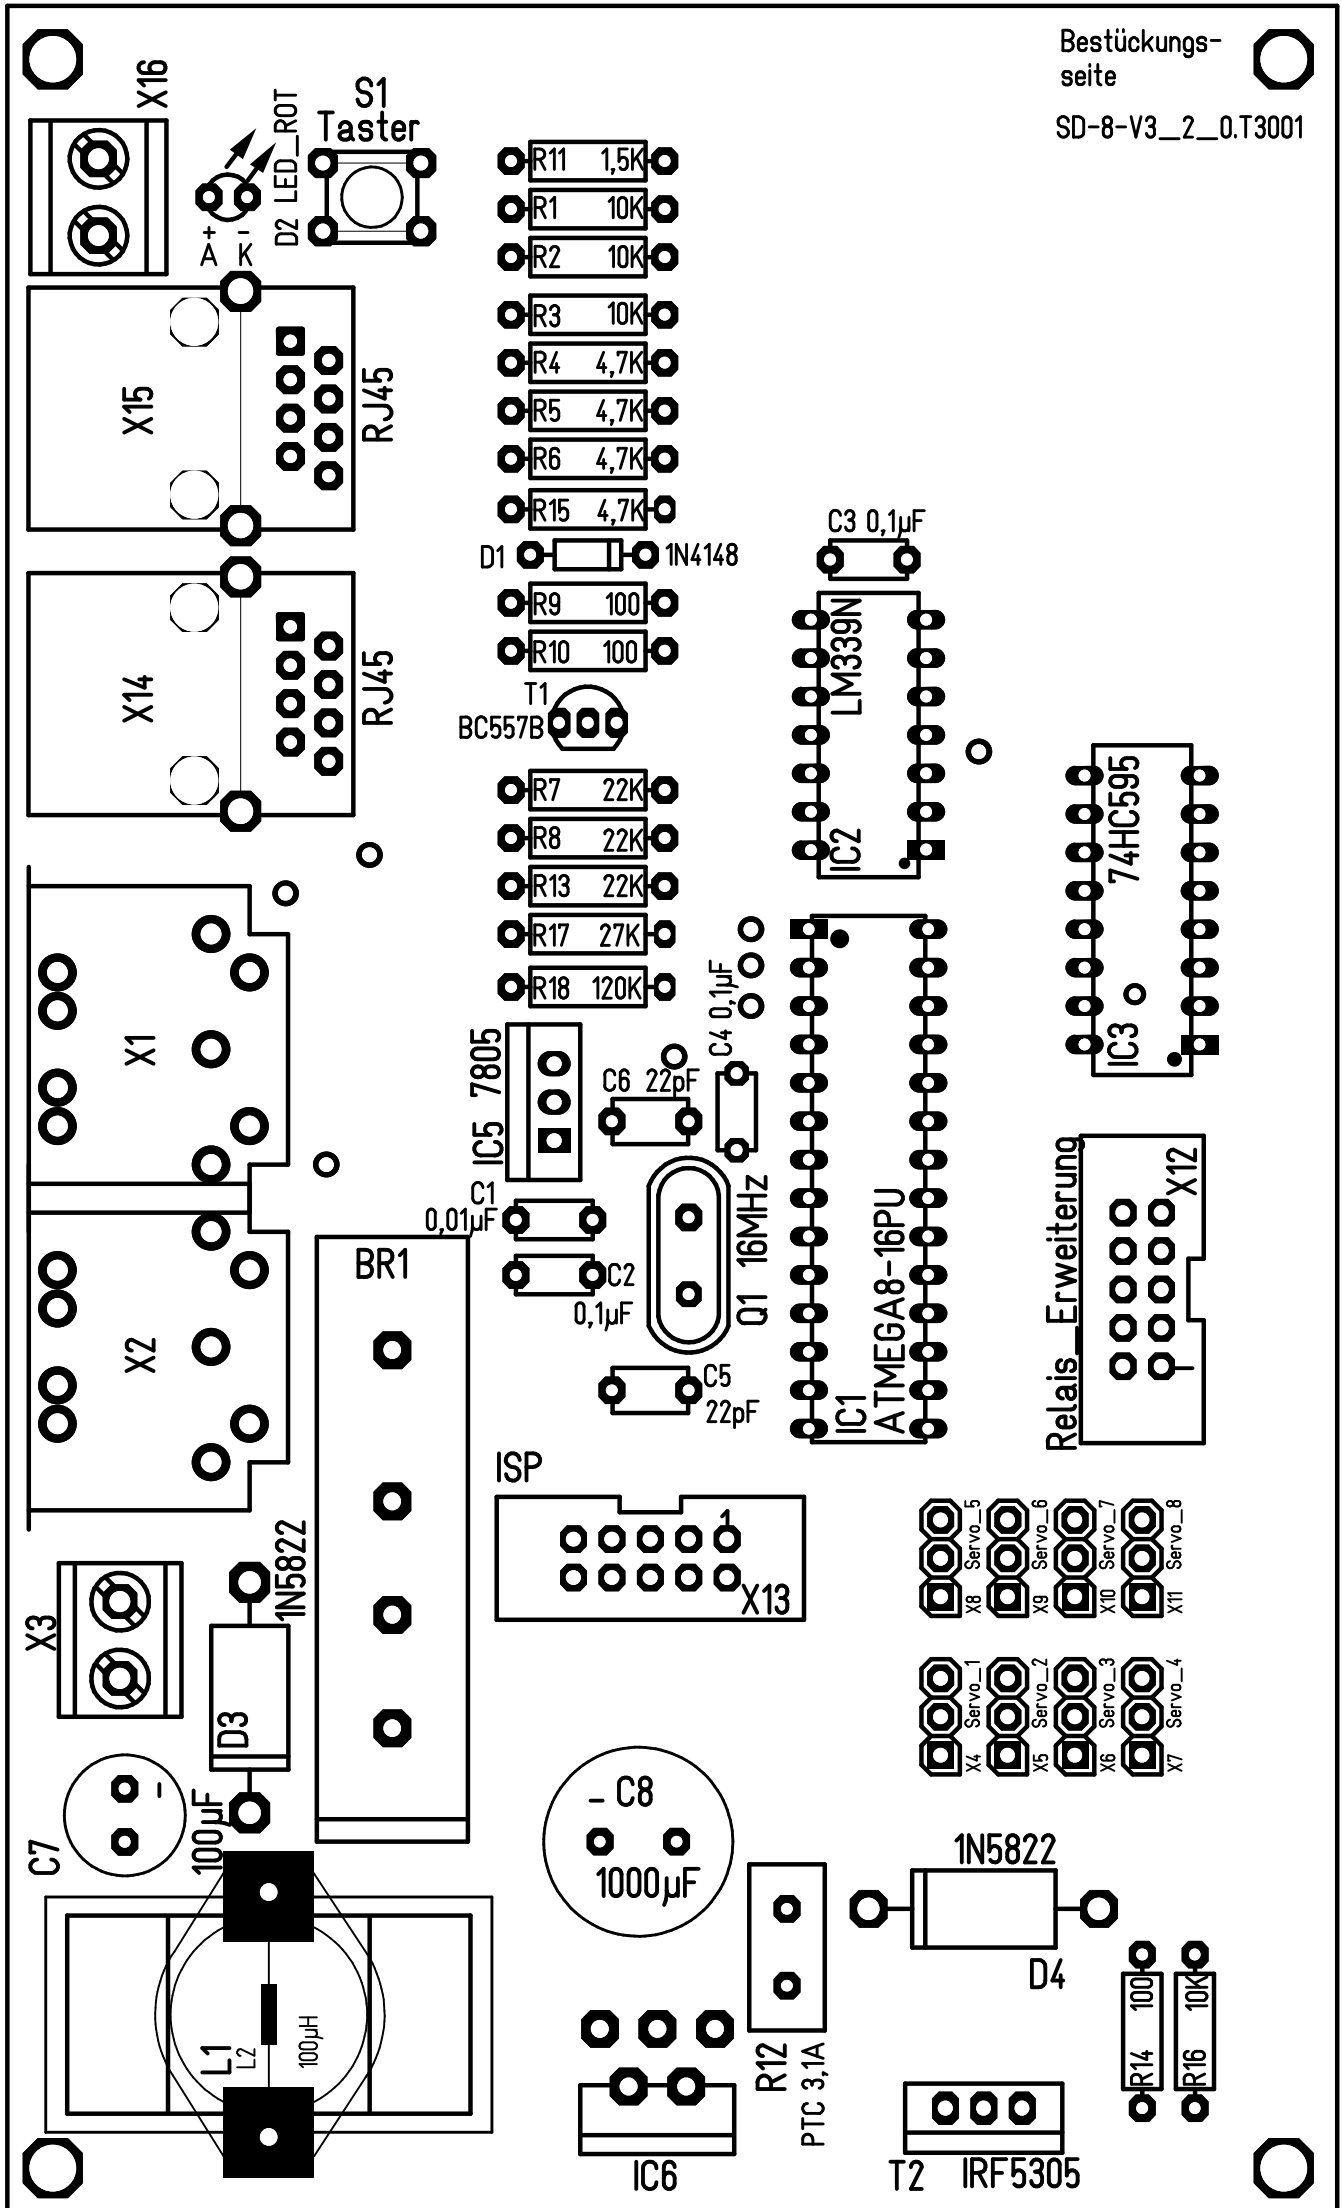 Bestückungs-
seite
SD-8-V3_2_0.T3001
X16
LED_ROT
D2
+ -
A K
S1
Taster
R11 1,5K
R1 10K
R2 10K
R3 10K
R4 4,7K
R5 4,7K
R6 4,7K
R15 4,7K
D1 1N4148
R9 100
R10 100
T1
BC557B
R7 22K
R8 22K
R13 22K
R17 27K
R18 120K
X15
RJ45
X14
RJ45
C3 0,1µF
LM339N
IC2
74HC595
IC3
X1
X2
IC5 7805
C6 22pF
C4 0,1µF
C1
0,01µF
C2
0,1µF
Q1 16MHz
C5
22pF
IC1
ATMEGA8-16PU
Relais_Erweiterung
X12
BR1
ISP
1
X13
X8 Servo_5
X9 Servo_6
X10 Servo_7
X11 Servo_8
X4 Servo_1
X5 Servo_2
X6 Servo_3
X7 Servo_4
X3
1N5822
D3
-
C7
100µF
- C8
1000µF
1N5822
D4
L1
L2
100µH
R12
PTC 3,1A
IC6
T2 IRF5305
R14 100
R16 10K